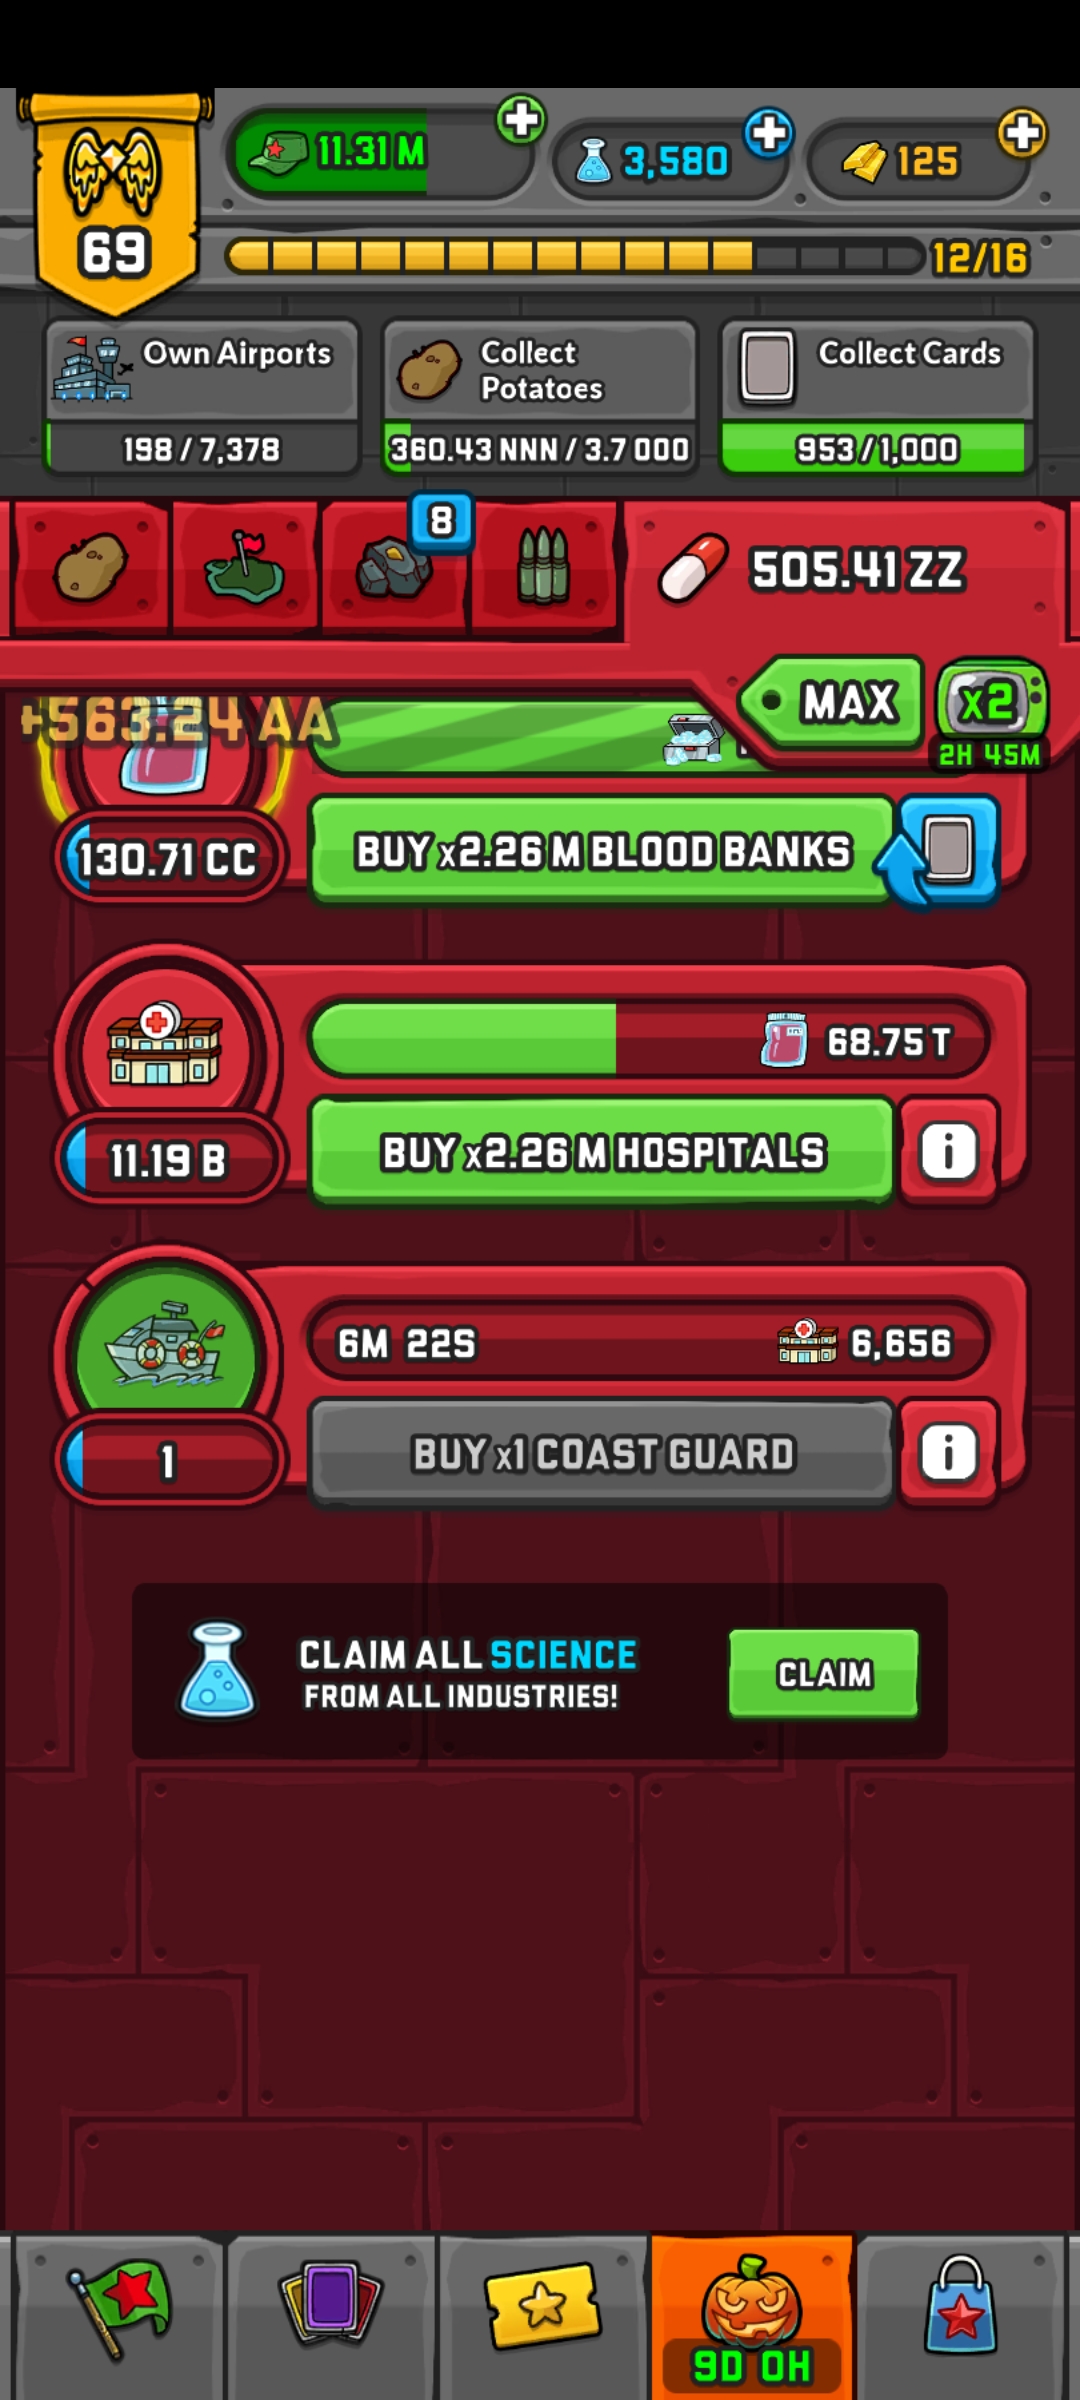 11.31 M
3,580
125
69
12/16
Own Airports
198 / 7,378
Collect
Potatoes
360.43 NNN / 3.7 OOO
Collect Cards
953 / 1,000
8
505.41 ZZ
MAX
x2
2H 45M
+563.24 AA
130.71 CC
BUY x2.26 M BLOOD BANKS
68.75 T
11.19 B
BUY x2.26 M HOSPITALS
i
6M 22S
6,656
1
BUY x1 COAST GUARD
i
CLAIM ALL SCIENCE
FROM ALL INDUSTRIES!
CLAIM
9D 0H